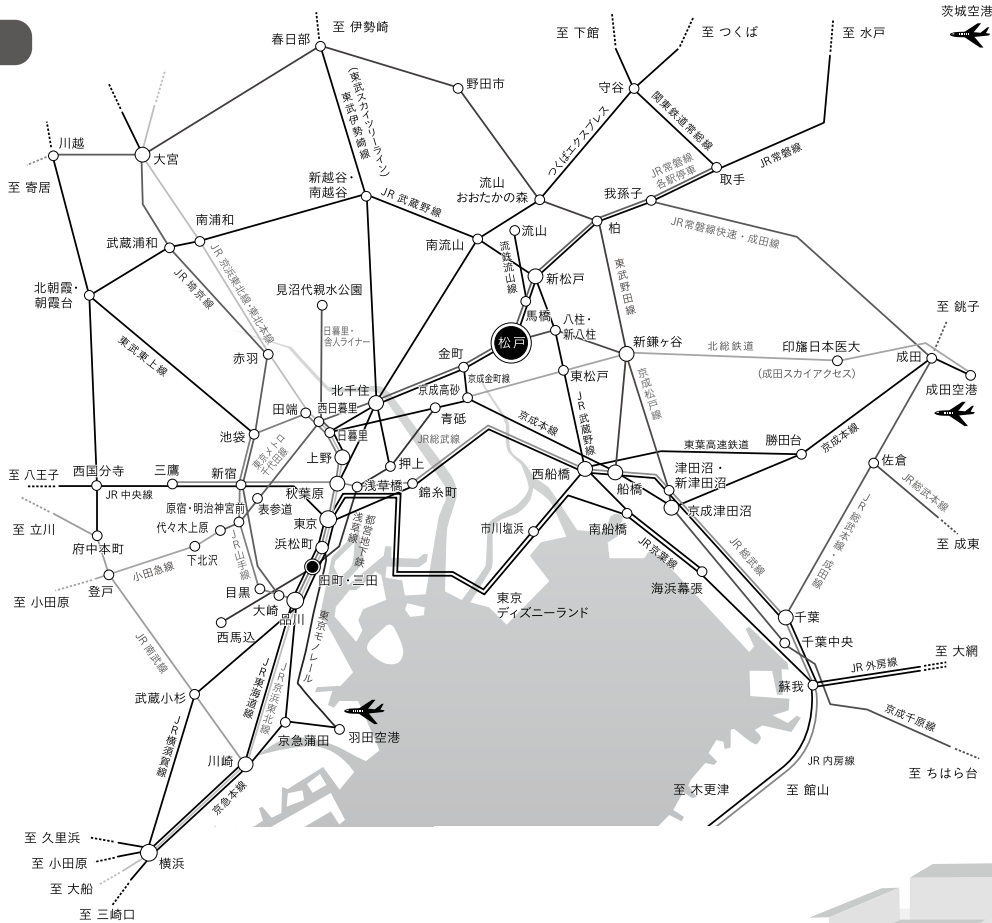 茨城空港
至 伊勢崎
至 下館
至 つくば
至 水戸
春日部
野田市
守谷
(東武スカイツリーライン)
東武伊勢崎線
つくばエクスプレス
関東鉄道常総線
JR常磐線
各駅停車
JR常磐線
川越
大宮
取手
至 寄居
新越谷・
南越谷
JR 武蔵野線
流山
おおたかの森
我孫子
南浦和
武蔵浦和
南流山
流山
柏
JR常磐線快速・成田線
JR 埼京線
JR 京浜東北線・東北本線
流鉄流山線
東武野田線
新松戸
北朝霞・
朝霞台
見沼代親水公園
馬橋
八柱・
新八柱
至 銚子
東武東上線
日暮里・
舎人ライナー
松戸
新鎌ヶ谷
北総鉄道
印旛日本医大
成田
赤羽
金町
(成田スカイアクセス)
成田空港
北千住
京成高砂
京成金町線
東松戸
京成松戸線
田端
西日暮里
青砥
京成本線
JR武蔵野線
池袋
日暮里
JR総武線
東葉高速鉄道
勝田台
京成本線
東京メトロ
千代田線
上野
押上
佐倉
至 八王子
西国分寺
三鷹
新宿
西船橋
津田沼・
新津田沼
JR 中央線
秋葉原
浅草橋
錦糸町
船橋
JR総武本線
原宿・明治神宮前
表参道
東京
京成津田沼
至 立川
代々木上原
都営地下鉄
浅草線
市川塩浜
南船橋
府中本町
下北沢
JR山手線
浜松町
JR京葉線
JR総武線
JR総武本線・成田線
至 成東
小田急線
田町・三田
登戸
目黒
大崎
海浜幕張
至 小田原
品川
東京
ディズニーランド
西馬込
千葉
JR 南武線
東京モノレール
千葉中央
至 大網
JR 外房線
武蔵小杉
JR東海道線
JR京浜東北線
蘇我
京成千原線
JR横須賀線
京急蒲田
羽田空港
川崎
JR 内房線
至 ちはら台
京急本線
至 木更津
至 館山
至 久里浜
至 小田原
横浜
至 大船
至 三崎口